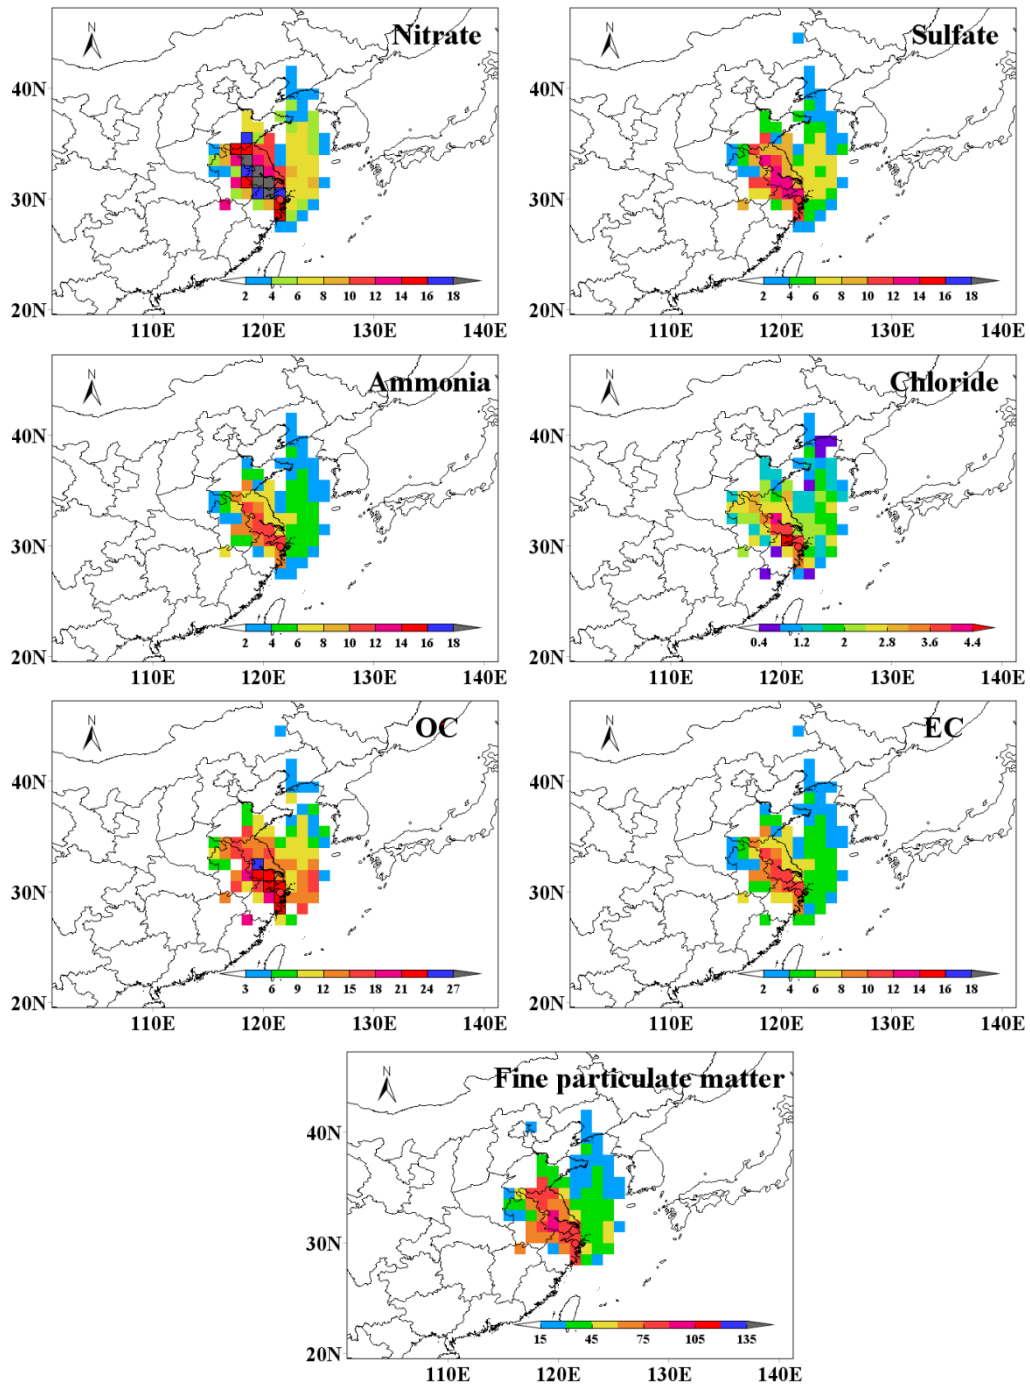 N
Nitrate
N
Sulfate
40N
30N
20N
2 4 6 8 10 12 14 16 18
110E 120E 130E 140E
40N
30N
20N
2 4 6 8 10 12 14 16 18
110E 120E 130E 140E
N
Ammonia
N
Chloride
40N
30N
20N
2 4 6 8 10 12 14 16 18
110E 120E 130E 140E
40N
30N
20N
0.4 1.2 2 2.8 3.6 4.4
110E 120E 130E 140E
N
OC
N
EC
40N
30N
20N
3 6 9 12 15 18 21 24 27
110E 120E 130E 140E
40N
30N
20N
2 4 6 8 10 12 14 16 18
110E 120E 130E 140E
N
Fine particulate matter
40N
30N
20N
15 45 75 105 135
110E 120E 130E 140E